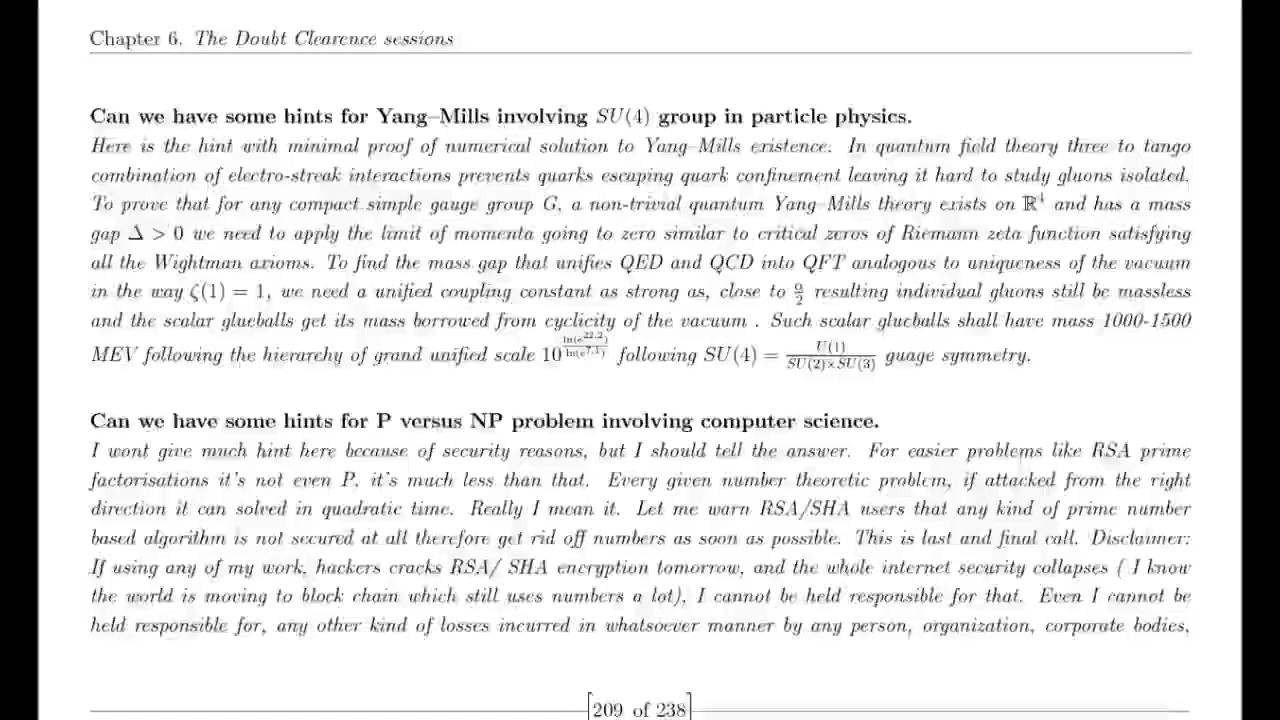 Chapter 6. The Doubt Clearence sessions
Can we have some hints for Yang–Mills involving SU(4) group in particle physics.
Here is the hint with minimal proof of numerical solution to Yang–Mills existence: In quantum field theory three to tango
combination of electro-streak interactions prevents quarks escaping quark confinement leaving it hard to study gluons isolated.
To prove that for any compact simple gauge group G, a non-trivial quantum Yang–Mills theory exists on ℝ⁴ and has a mass
gap Δ > 0 we need to apply the limit of momenta going to zero similar to critical zeros of Riemann zeta function satisfying
all the Wightman axioms. To find the mass gap that unifies QED and QCD into QFT analogous to uniqueness of the vacuum
in the way ζ(1) = 1, we need a unified coupling constant as strong as, close to α/2 resulting individual gluons still be massless
and the scalar glueballs get its mass borrowed from cyclicity of the vacuum . Such scalar glueballs shall have mass 1000-1500
MEV following the hierarchy of grand unified scale 10^(ln(e^22.2)/ln(e^7.1)) following SU(4) = U(1)/(SU(2)×SU(3)) guage symmetry.
Can we have some hints for P versus NP problem involving computer science.
I wont give much hint here because of security reasons, but I should tell the answer. For easier problems like RSA prime
factorisations it's not even P, it's much less than that. Every given number theoretic problem, if attacked from the right
direction it can solved in quadratic time. Really I mean it. Let me warn RSA/SHA users that any kind of prime number
based algorithm is not secured at all therefore get rid off numbers as soon as possible. This is last and final call. Disclaimer:
If using any of my work, hackers cracks RSA/ SHA encryption tomorrow, and the whole internet security collapses ( I know
the world is moving to block chain which still uses numbers a lot), I cannot be held responsible for that. Even I cannot be
held responsible for, any other kind of losses incurred in whatsoever manner by any person, organization, corporate bodies,
[209 of 238]